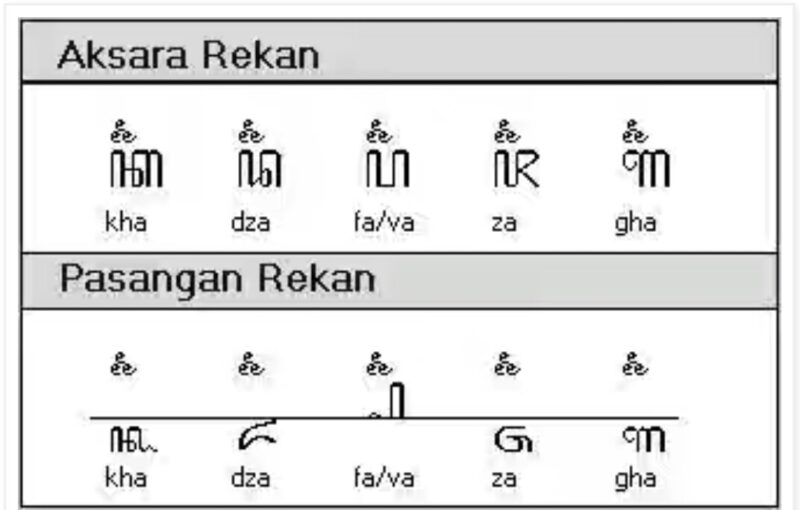 Aksara Rekan
ꦏ꦳ ꦢ꦳ ꦥ꦳ ꦗ꦳ ꦒ꦳
kha dza fa/va za gha
Pasangan Rekan
꧀ꦏ꦳ ꧀ꦢ꦳ ꧀ꦥ꦳ ꧀ꦗ꦳ ꧀ꦒ꦳
kha dza fa/va za gha